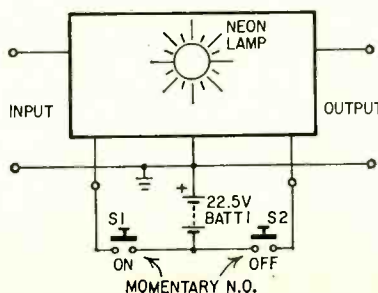 NEON
LAMP
INPUT
OUTPUT
+
22.5V
BATT1
S1
S2
ON
OFF
MOMENTARY N.O.